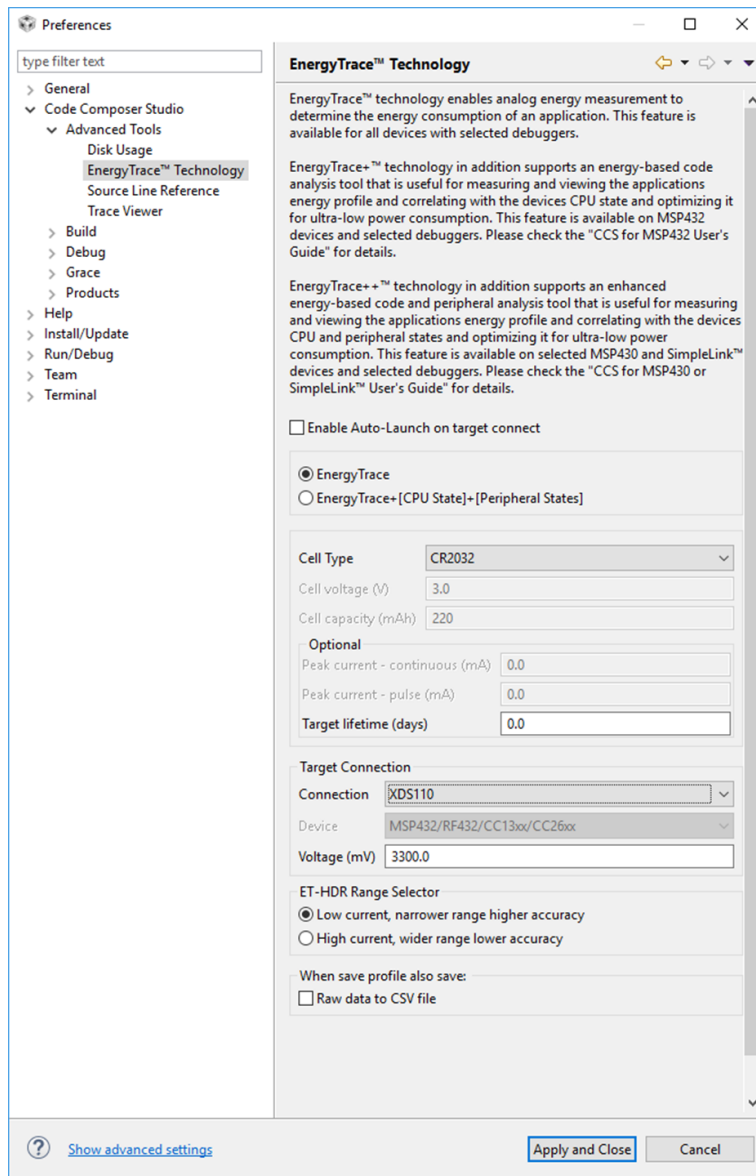 Preferences
type filter text
General
Code Composer Studio
Advanced Tools
Disk Usage
EnergyTrace™ Technology
Source Line Reference
Trace Viewer
Build
Debug
Grace
Products
Help
Install/Update
Run/Debug
Team
Terminal
EnergyTrace™ Technology
EnergyTrace™ technology enables analog energy measurement to
determine the energy consumption of an application. This feature is
available for all devices with selected debuggers.
EnergyTrace+™ technology in addition supports an energy-based code
analysis tool that is useful for measuring and viewing the applications
energy profile and correlating with the devices CPU state and optimizing it
for ultra-low power consumption. This feature is available on MSP432
devices and selected debuggers. Please check the "CCS for MSP432 User's
Guide" for details.
EnergyTrace++™ technology in addition supports an enhanced
energy-based code and peripheral analysis tool that is useful for measuring
and viewing the applications energy profile and correlating with the devices
CPU and peripheral states and optimizing it for ultra-low power
consumption. This feature is available on selected MSP430 and SimpleLink™
devices and selected debuggers. Please check the "CCS for MSP430 or
SimpleLink™ User's Guide" for details.
Enable Auto-Launch on target connect
EnergyTrace
EnergyTrace+[CPU State]+[Peripheral States]
Cell Type CR2032
Cell voltage (V) 3.0
Cell capacity (mAh) 220
Optional
Peak current - continuous (mA) 0.0
Peak current - pulse (mA) 0.0
Target lifetime (days) 0.0
Target Connection
Connection XDS110
Device MSP432/RF432/CC13xx/CC26xx
Voltage (mV) 3300.0
ET-HDR Range Selector
Low current, narrower range higher accuracy
High current, wider range lower accuracy
When save profile also save:
Raw data to CSV file
? Show advanced settings Apply and Close Cancel